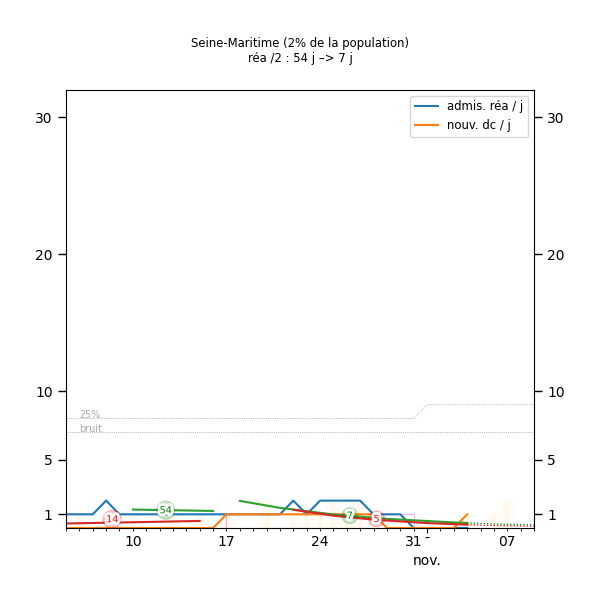 Seine-Maritime (2% de la population)
réa /2 : 54 j –> 7 j
admis. réa / j
nouv. dc / j
30 30
20 20
10 10
25%
bruit
5 5
54
14
7
5
1 1
10 17 24 31 - 07
nov.